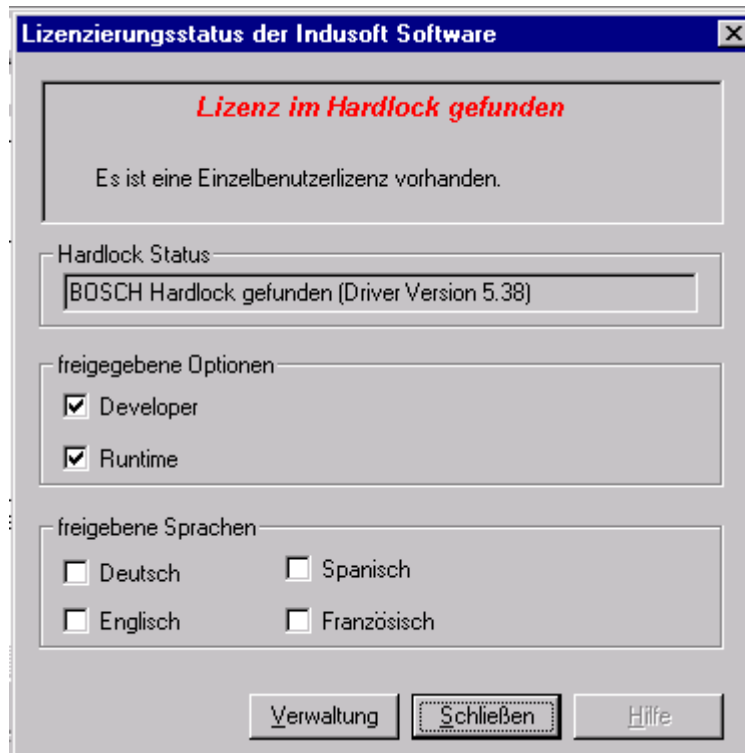 Lizenzierungsstatus der Indusoft Software
Lizenz im Hardlock gefunden
Es ist eine Einzelbenutzerlizenz vorhanden.
Hardlock Status
BOSCH Hardlock gefunden (Driver Version 5.38)
freigegebene Optionen
Developer
Runtime
freigebene Sprachen
Deutsch Spanisch
Englisch Französisch
Verwaltung Schließen Hilfe